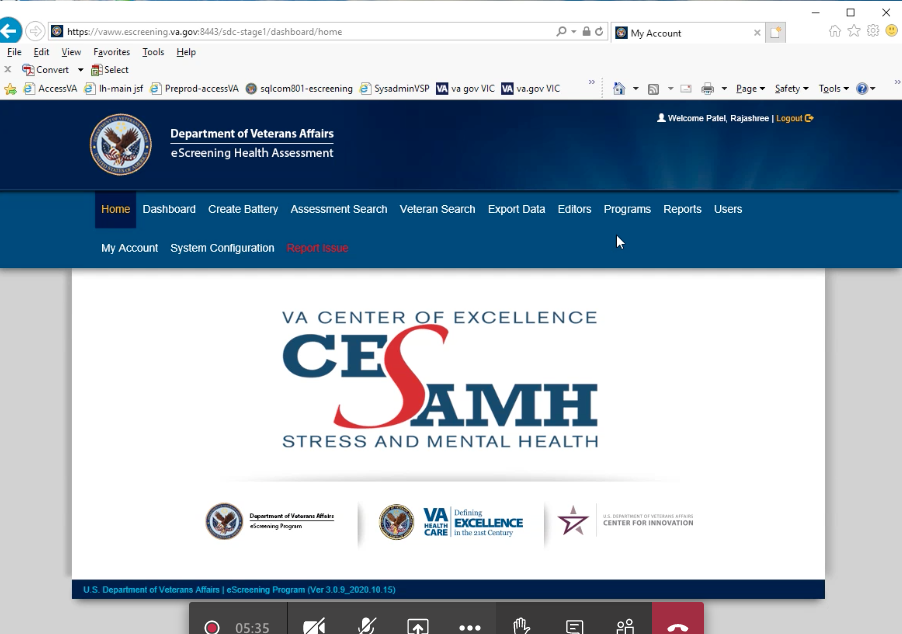 https://vaww.escreening.va.gov:8443/sdc-stage1/dashboard/home
My Account
File Edit View Favorites Tools Help
Convert Select
AccessVA lh-main jsf Preprod-accessVA sqlcom801-escreening SysadminVSP VA va gov VIC VA va.gov VIC Page Safety Tools
Department of Veterans Affairs
eScreening Health Assessment
Welcome Patel, Rajashree | Logout
Home Dashboard Create Battery Assessment Search Veteran Search Export Data Editors Programs Reports Users
My Account System Configuration Report Issue
VA CENTER OF EXCELLENCE
CESAMH
STRESS AND MENTAL HEALTH
Department of Veterans Affairs
eScreening Program
VA
HEALTH
CARE
Defining
EXCELLENCE
in the 21st Century
U.S. DEPARTMENT OF VETERANS AFFAIRS
CENTER FOR INNOVATION
U.S. Department of Veterans Affairs | eScreening Program (Ver 3.0.9_2020.10.15)
05:35